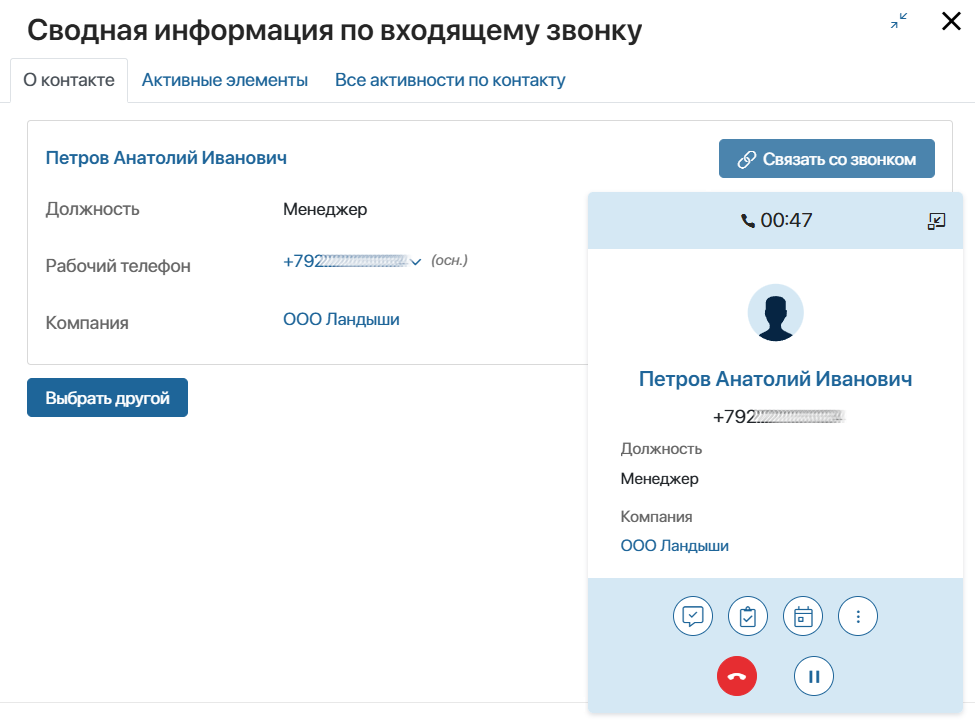 Сводная информация по входящему звонку
О контакте Активные элементы Все активности по контакту
Петров Анатолий Иванович
Связать со звонком
Должность Менеджер
Рабочий телефон +792 (осн.)
Компания ООО Ландыши
Выбрать другой
00:47
Петров Анатолий Иванович
+792
Должность
Менеджер
Компания
ООО Ландыши